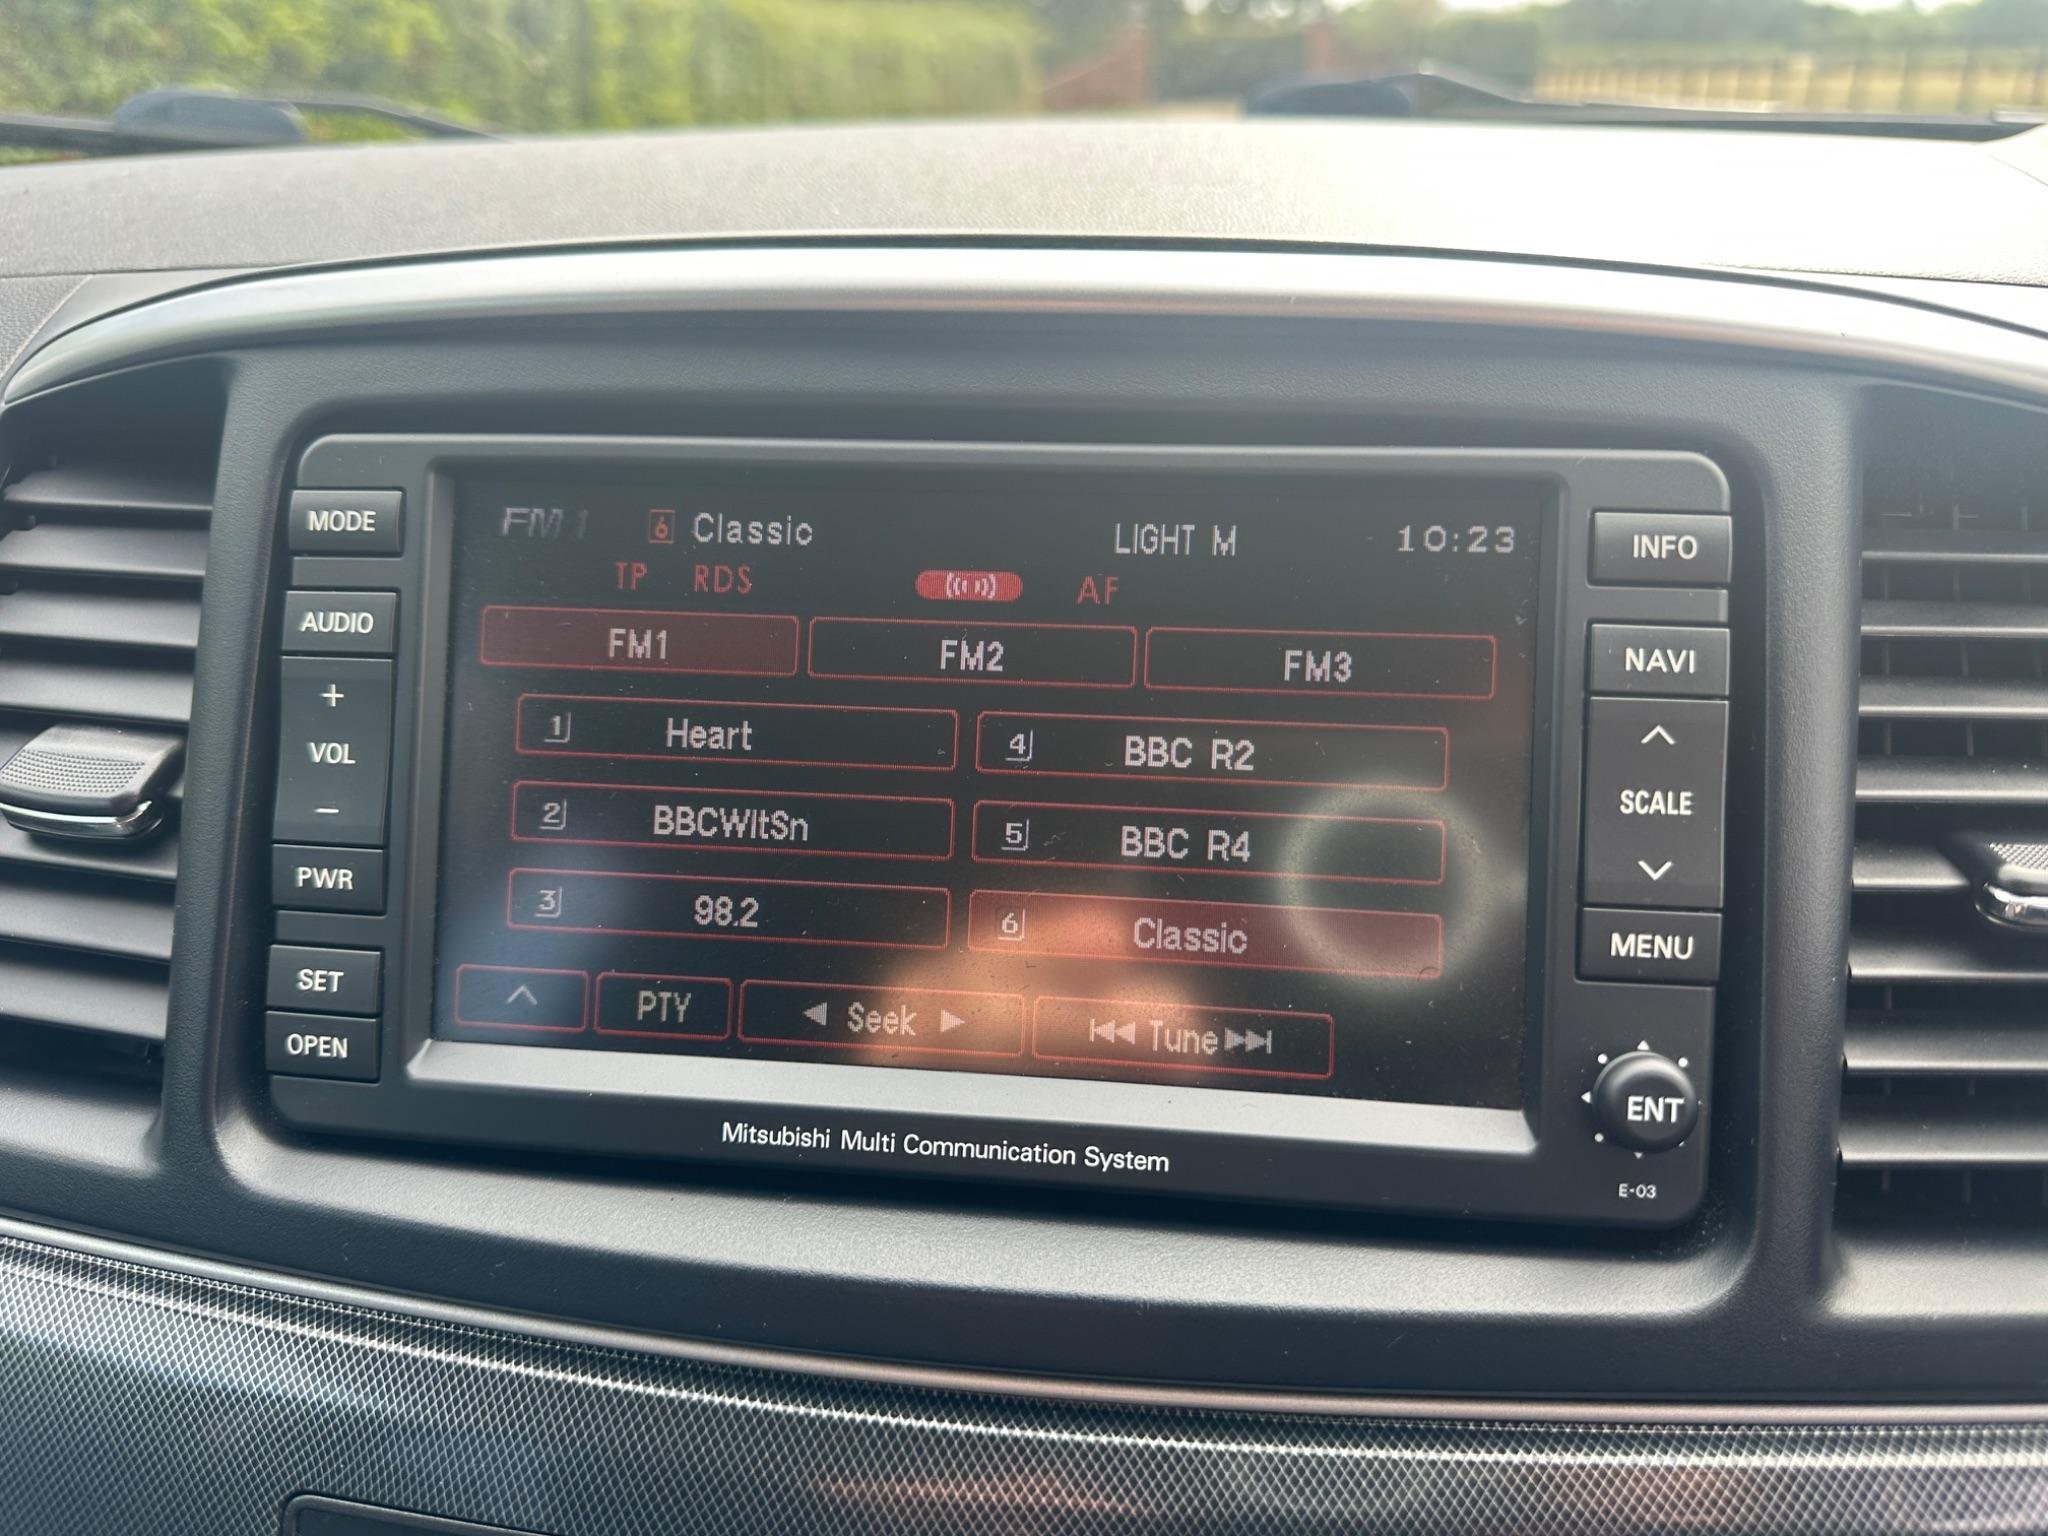 MODE
AUDIO
+
VOL
−
PWR
SET
OPEN
FM1 6 Classic LIGHT M 10:23
TP RDS AF
FM1 FM2 FM3
1 Heart 4 BBC R2
2 BBCWltSn 5 BBC R4
3 98.2 6 Classic
PTY Seek Tune
INFO
NAVI
SCALE
MENU
ENT
E-03
Mitsubishi Multi Communication System